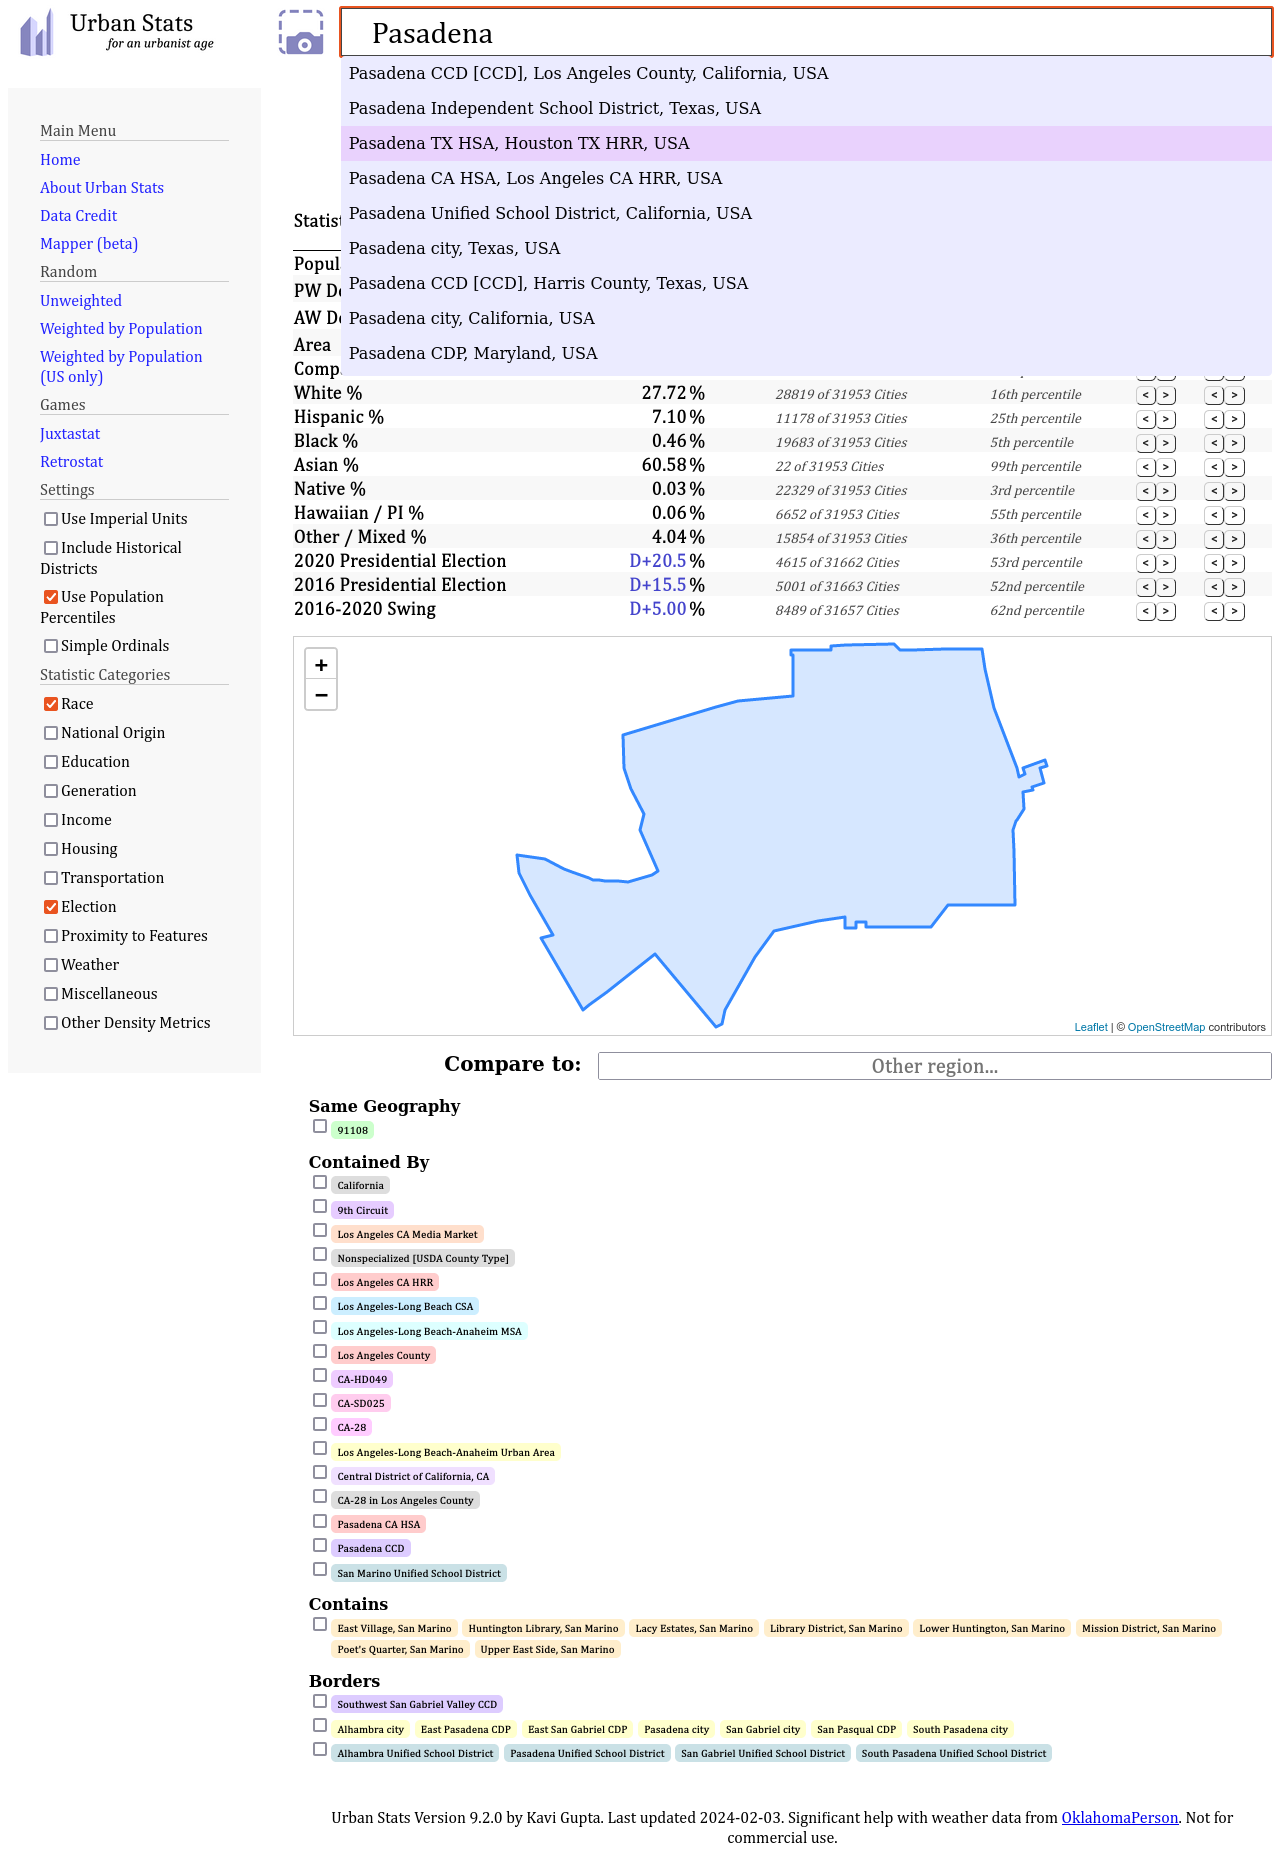 Urban Stats
for an urbanist age
Pasadena
Pasadena CCD [CCD], Los Angeles County, California, USA
Pasadena Independent School District, Texas, USA
Pasadena TX HSA, Houston TX HRR, USA
Pasadena CA HSA, Los Angeles CA HRR, USA
Pasadena Unified School District, California, USA
Pasadena city, Texas, USA
Pasadena CCD [CCD], Harris County, Texas, USA
Pasadena city, California, USA
Pasadena CDP, Maryland, USA
Main Menu
Home
About Urban Stats
Data Credit
Mapper (beta)
Random
Unweighted
Weighted by Population
Weighted by Population
(US only)
Games
Juxtastat
Retrostat
Settings
Use Imperial Units
Include Historical
Districts
Use Population
Percentiles
Simple Ordinals
Statistic Categories
Race
National Origin
Education
Generation
Income
Housing
Transportation
Election
Proximity to Features
Weather
Miscellaneous
Other Density Metrics
Area
White % 27.72% 28819 of 31953 Cities 16th percentile < > < >
Hispanic % 7.10% 11178 of 31953 Cities 25th percentile < > < >
Black % 0.46% 19683 of 31953 Cities 5th percentile < > < >
Asian % 60.58% 22 of 31953 Cities 99th percentile < > < >
Native % 0.03% 22329 of 31953 Cities 3rd percentile < > < >
Hawaiian / PI % 0.06% 6652 of 31953 Cities 55th percentile < > < >
Other / Mixed % 4.04% 15854 of 31953 Cities 36th percentile < > < >
2020 Presidential Election D+20.5% 4615 of 31662 Cities 53rd percentile < > < >
2016 Presidential Election D+15.5% 5001 of 31663 Cities 52nd percentile < > < >
2016-2020 Swing D+5.00% 8489 of 31657 Cities 62nd percentile < > < >
+
−
Leaflet | © OpenStreetMap contributors
Compare to: Other region...
Same Geography
91108
Contained By
California
9th Circuit
Los Angeles CA Media Market
Nonspecialized [USDA County Type]
Los Angeles CA HRR
Los Angeles-Long Beach CSA
Los Angeles-Long Beach-Anaheim MSA
Los Angeles County
CA-HD049
CA-SD025
CA-28
Los Angeles-Long Beach-Anaheim Urban Area
Central District of California, CA
CA-28 in Los Angeles County
Pasadena CA HSA
Pasadena CCD
San Marino Unified School District
Contains
East Village, San Marino Huntington Library, San Marino Lacy Estates, San Marino Library District, San Marino Lower Huntington, San Marino Mission District, San Marino
Poet's Quarter, San Marino Upper East Side, San Marino
Borders
Southwest San Gabriel Valley CCD
Alhambra city East Pasadena CDP East San Gabriel CDP Pasadena city San Gabriel city San Pasqual CDP South Pasadena city
Alhambra Unified School District Pasadena Unified School District San Gabriel Unified School District South Pasadena Unified School District
Urban Stats Version 9.2.0 by Kavi Gupta. Last updated 2024-02-03. Significant help with weather data from OklahomaPerson. Not for
commercial use.